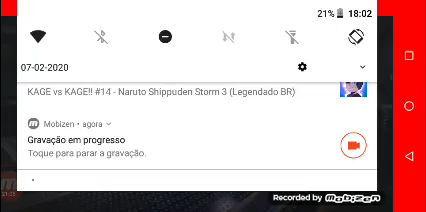 21% 18:02
07-02-2020
KAGE vs KAGE!! #14 - Naruto Shippuden Storm 3 (Legendado BR)
Mobizen • agora
Gravação em progresso
Toque para parar a gravação.
Recorded by Mobizen